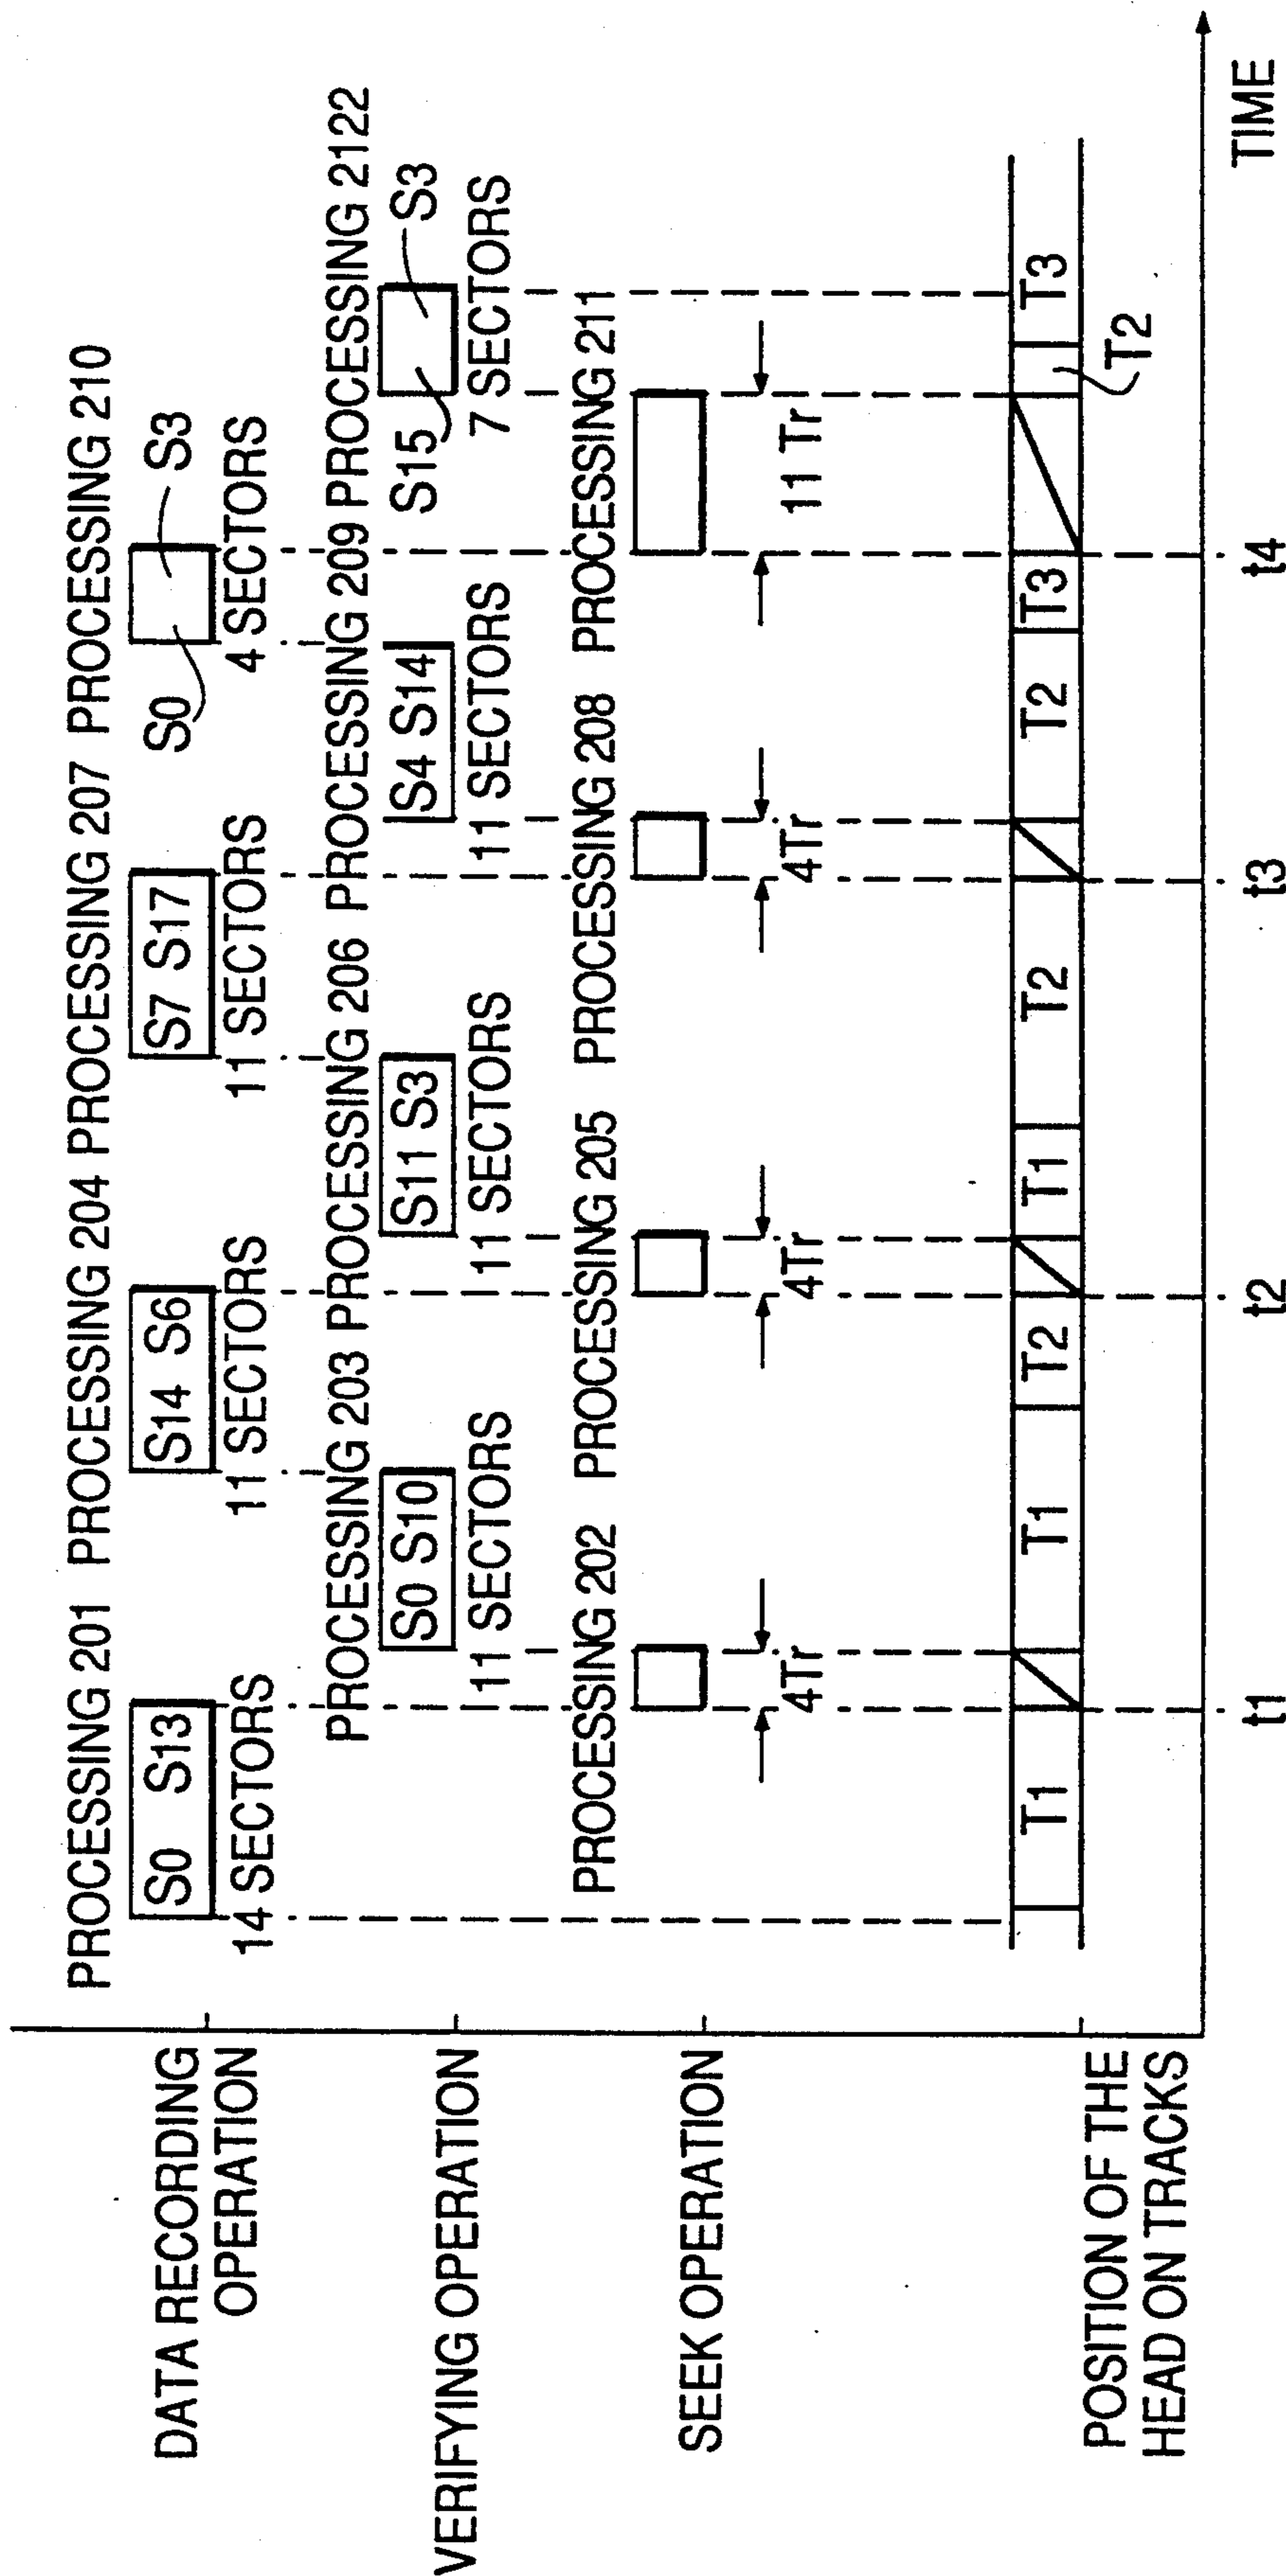 PROCESSING 201 PROCESSING 204 PROCESSING 207 PROCESSING 210
DATA RECORDING
OPERATION
S0 S13
S14 S6
S7 S17
S0
S3
14 SECTORS
11 SECTORS
11 SECTORS
4 SECTORS
PROCESSING 203 PROCESSING 206 PROCESSING 209 PROCESSING 2122
VERIFYING OPERATION
S0 S10
S11 S3
S4 S14
S15
S3
11 SECTORS
11 SECTORS
11 SECTORS
7 SECTORS
PROCESSING 202 PROCESSING 205 PROCESSING 208 PROCESSING 211
SEEK OPERATION
4Tr
4Tr
4Tr
11 Tr
POSITION OF THE
HEAD ON TRACKS
T1
T1
T2
T1
T2
T2
T3
T3
T2
t1
t2
t3
t4
TIME